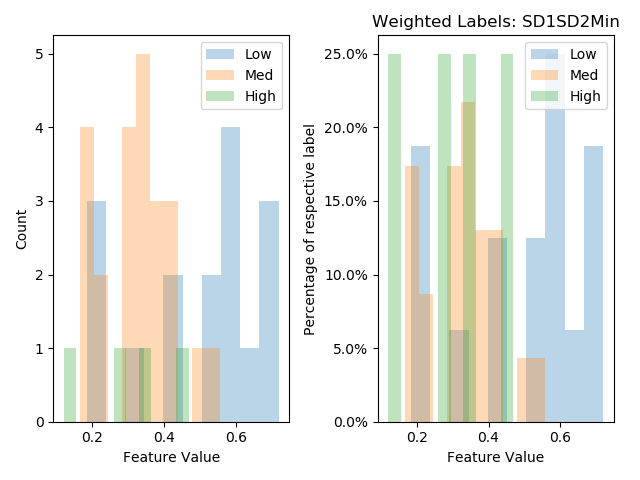 Weighted Labels: SD1SD2Min
5
4
3
2
1
0
Count
0.2 0.4 0.6
Feature Value
Low
Med
High
25.0%
20.0%
15.0%
10.0%
5.0%
0.0%
Percentage of respective label
0.2 0.4 0.6
Feature Value
Low
Med
High